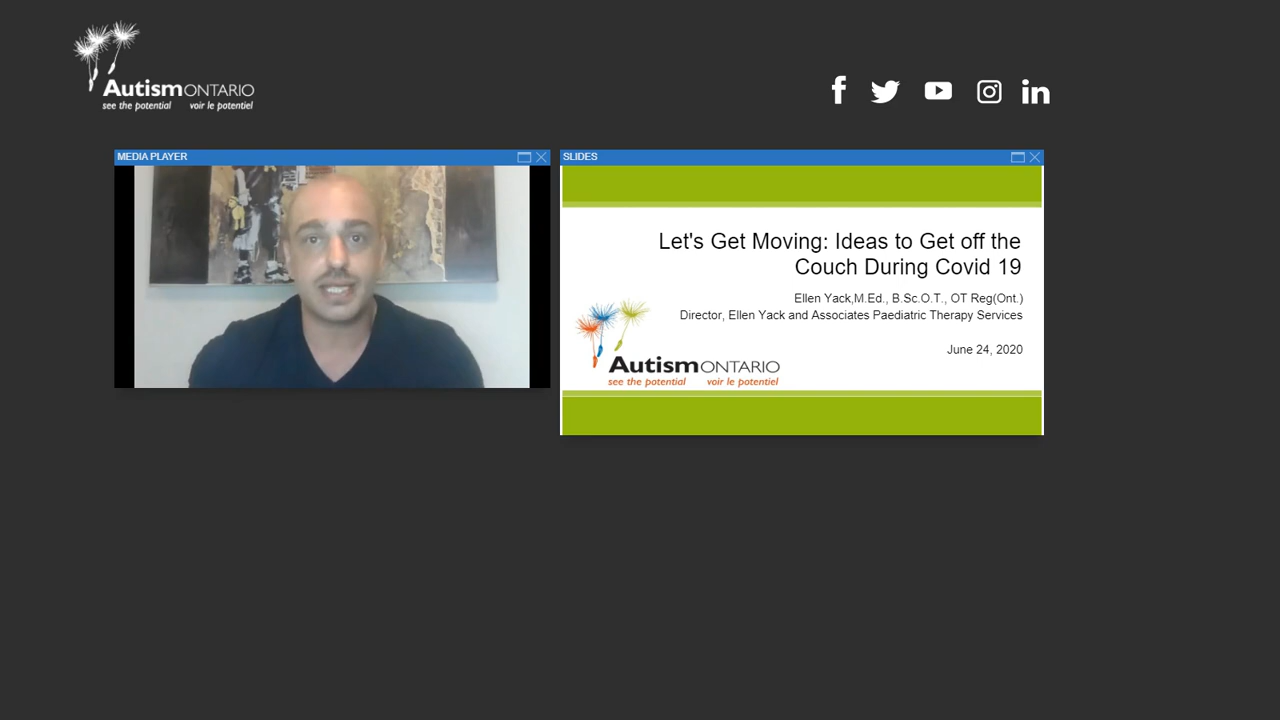 Autism ONTARIO
see the potential voir le potentiel
MEDIA PLAYER
SLIDES
Let's Get Moving: Ideas to Get off the
Couch During Covid 19
Ellen Yack,M.Ed., B.Sc.O.T., OT Reg(Ont.)
Director, Ellen Yack and Associates Paediatric Therapy Services
June 24, 2020
Autism ONTARIO
see the potential voir le potentiel